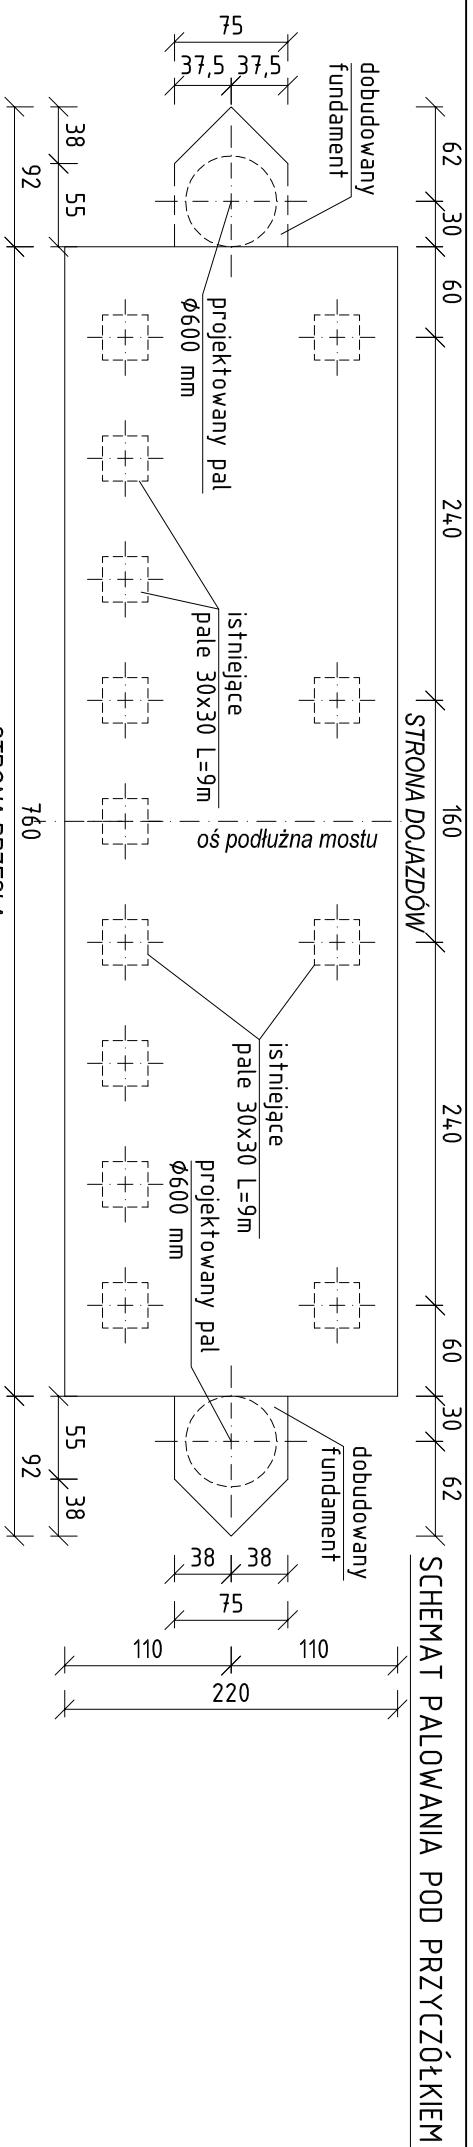 SCHEMAT PALOWANIA POD PRZYCZÓŁKIEM
62
30
60
240
160
240
60
30
62
STRONA DOJAZDÓW
dobudowany
fundament
75
37,5
37,5
projektowany pal
Ø600 mm
istniejące
pale 30x30 L=9m
oś podłużna mostu
istniejące
pale 30x30 L=9m
projektowany pal
Ø600 mm
dobudowany
fundament
38
38
75
110
110
220
38
55
55
38
92
760
92